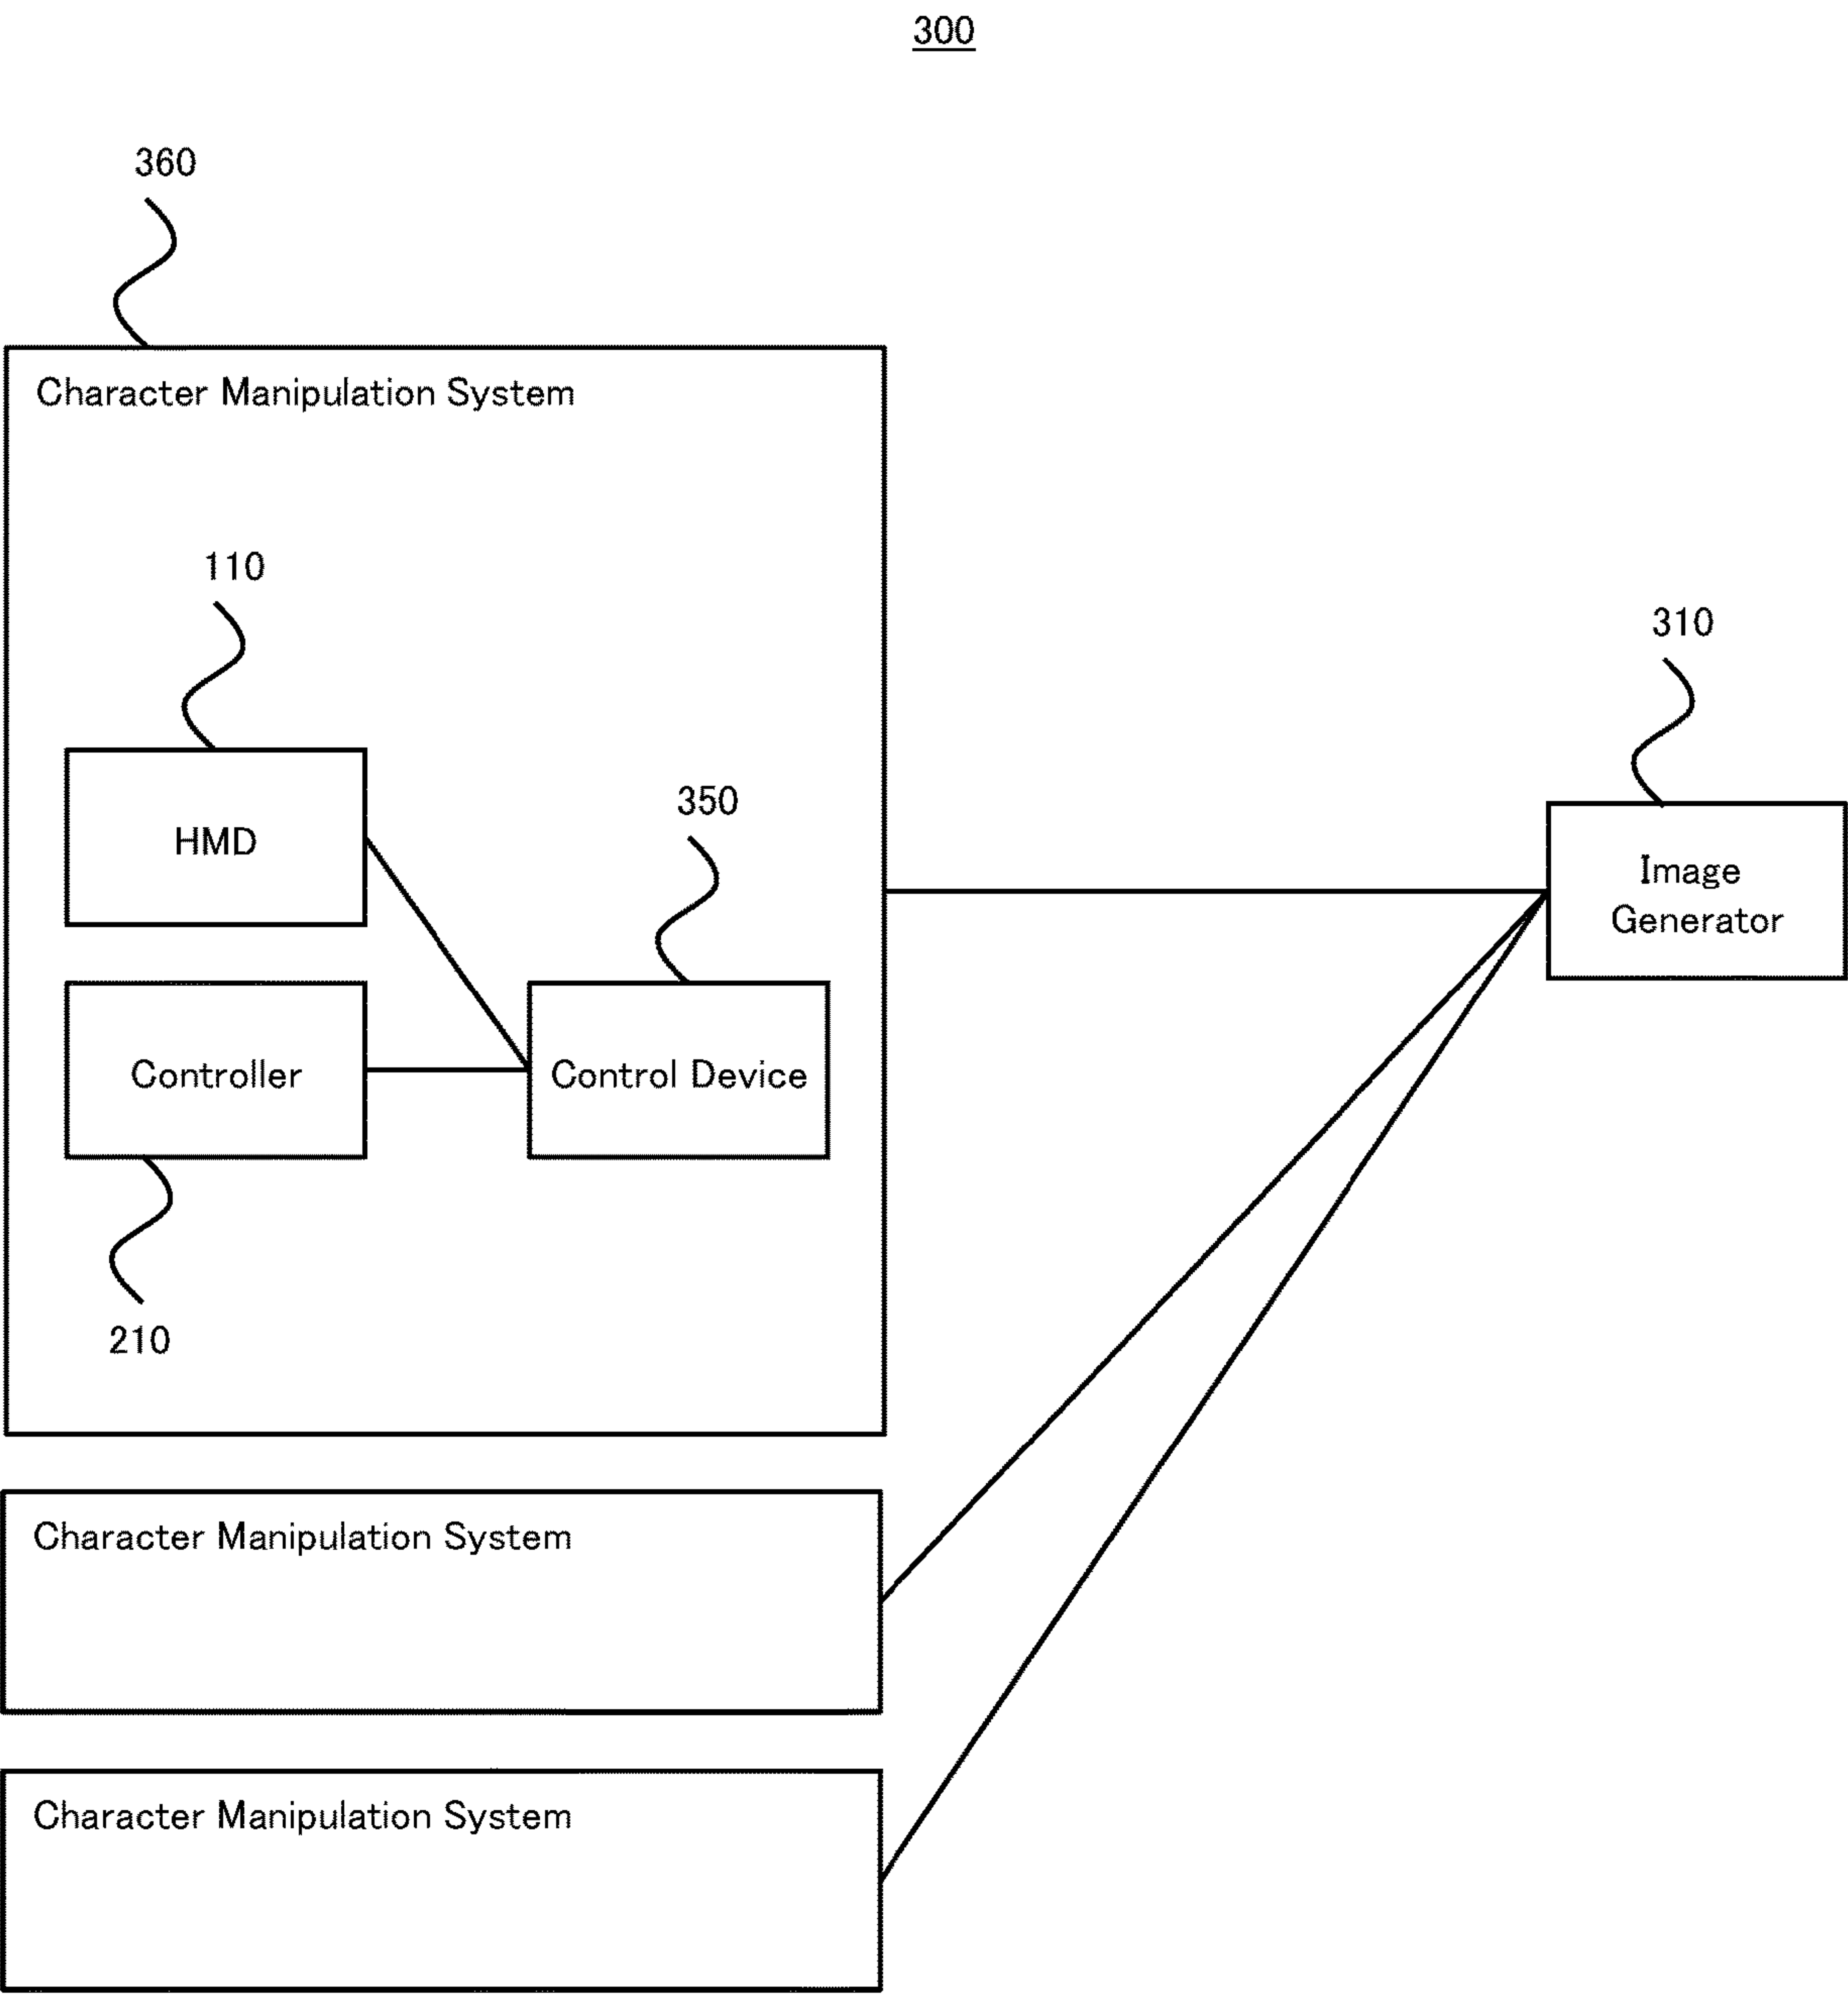 300
360
Character Manipulation System
110
HMD
350
Controller
Control Device
210
310
Image
Generator
Character Manipulation System
Character Manipulation System